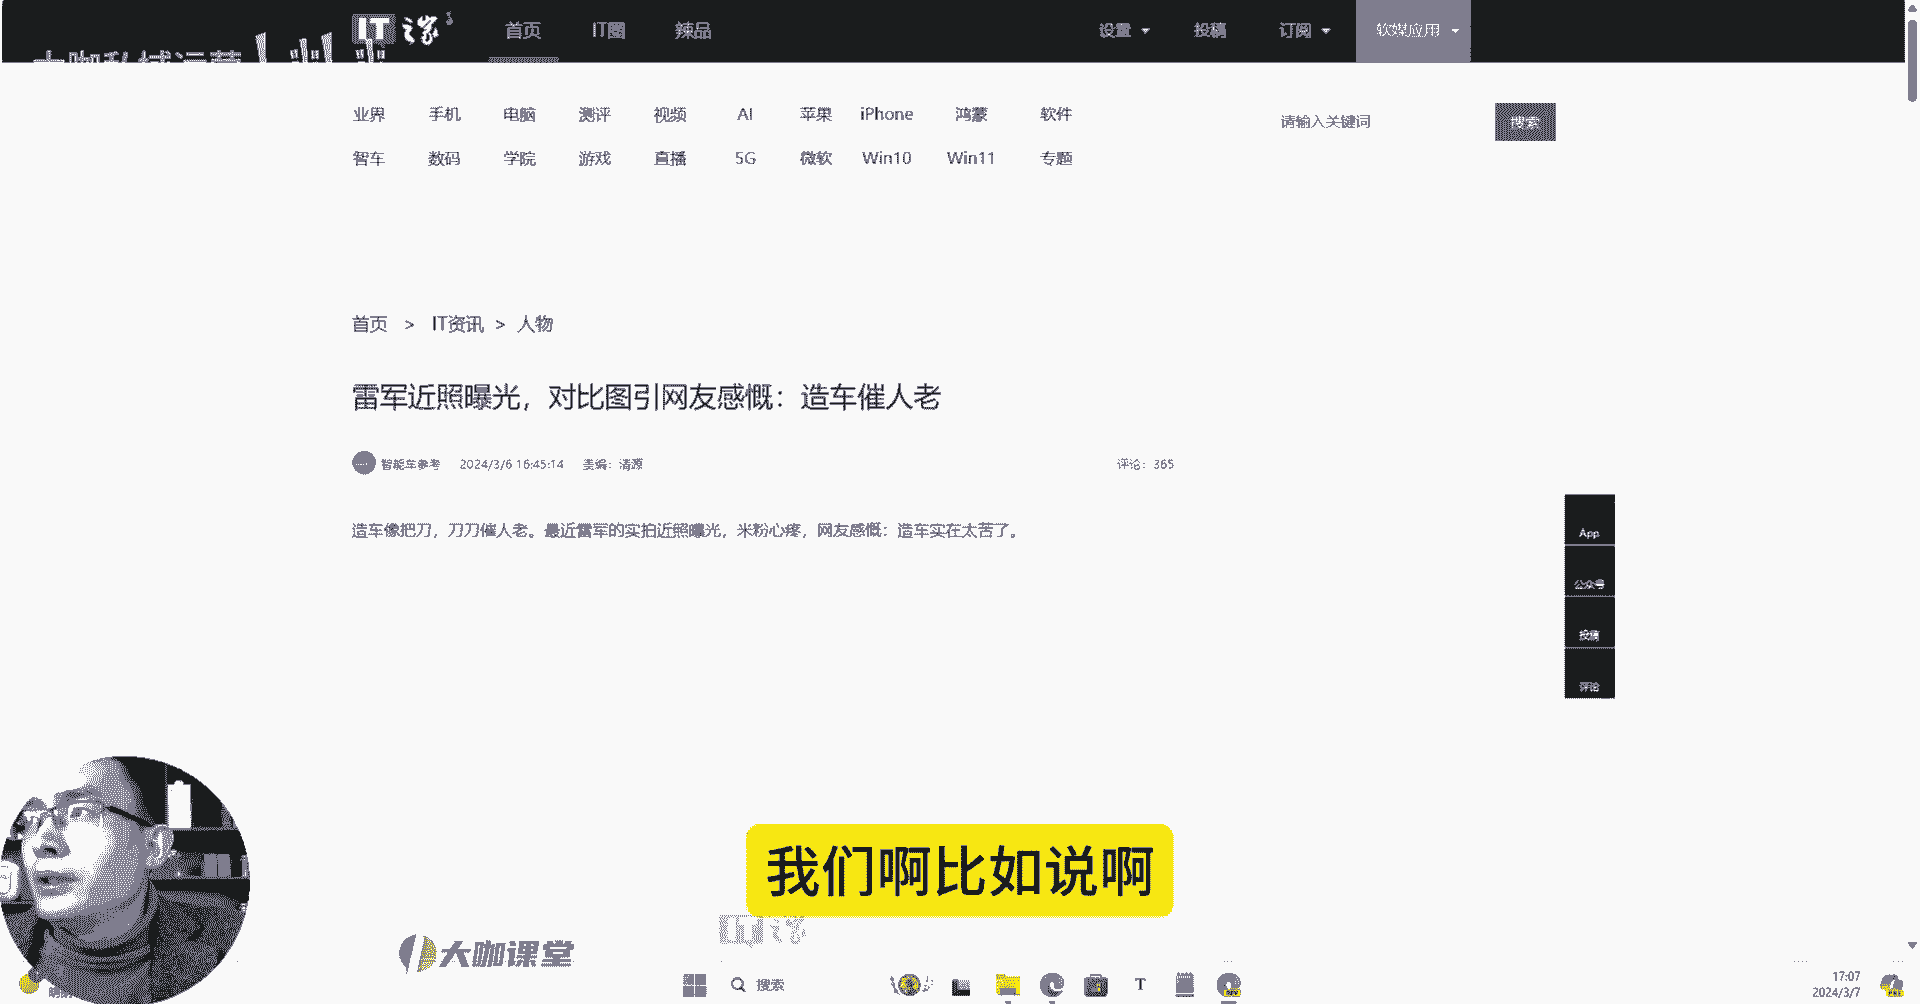 IT之家 首页 IT圈 辣品 设置 投稿 订阅 软媒应用
大咖私域运营
业界 手机 电脑 测评 视频 AI 苹果 iPhone 鸿蒙 软件
请输入关键词 搜索
智车 数码 学院 游戏 直播 5G 微软 Win10 Win11 专题
首页 > IT资讯 > 人物
雷军近照曝光，对比图引网友感慨：造车催人老
智能车参考 2024/3/6 16:45:14 责编：清源 评论：365
造车像把刀，刀刀催人老。最近雷军的实拍近照曝光，米粉心疼，网友感慨：造车实在太苦了。
App
公众号
投稿
评论
我们啊比如说啊
IT之家
大咖课堂
搜索
T
17:07
2024/3/7